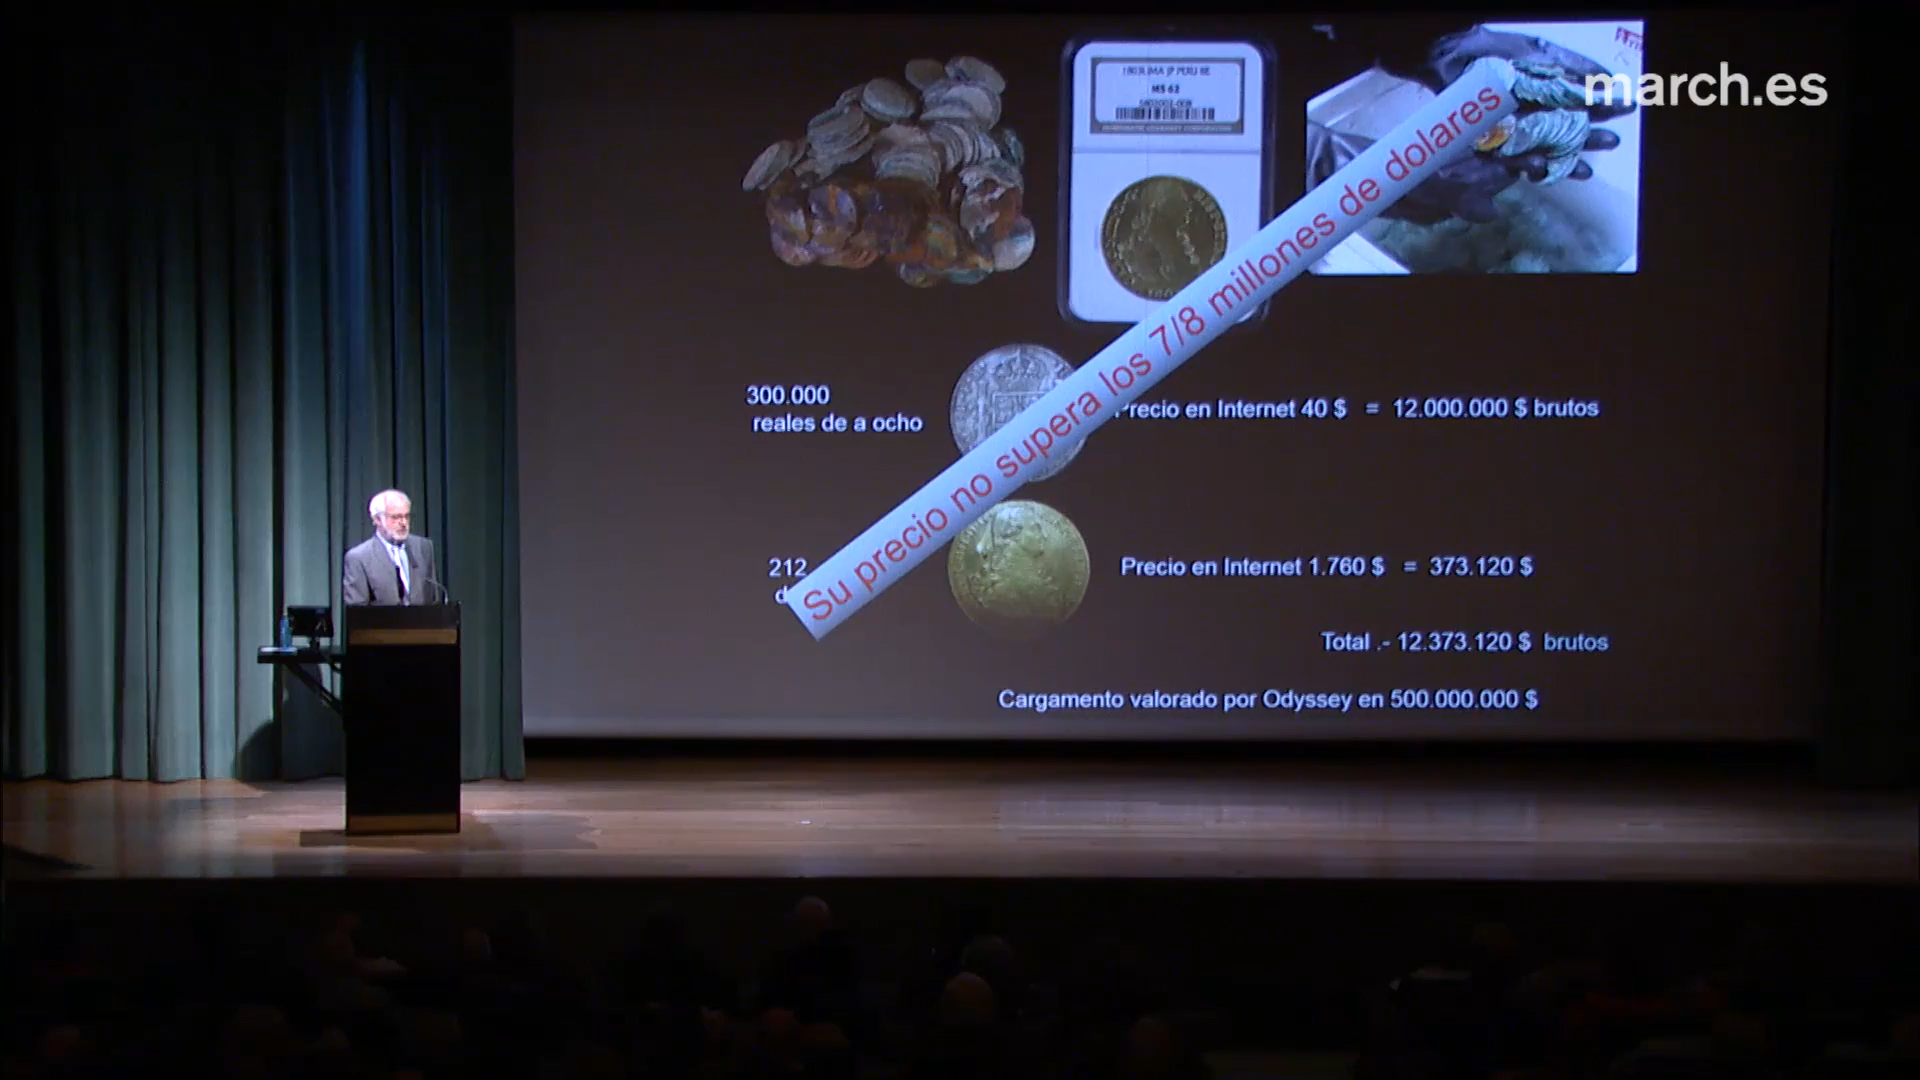 march.es
MS 62
Su precio no supera los 7/8 millones de dolares
300.000
reales de a ocho
Precio en Internet 40 $ = 12.000.000 $ brutos
212
Precio en Internet 1.760 $ = 373.120 $
Total .- 12.373.120 $ brutos
Cargamento valorado por Odyssey en 500.000.000 $